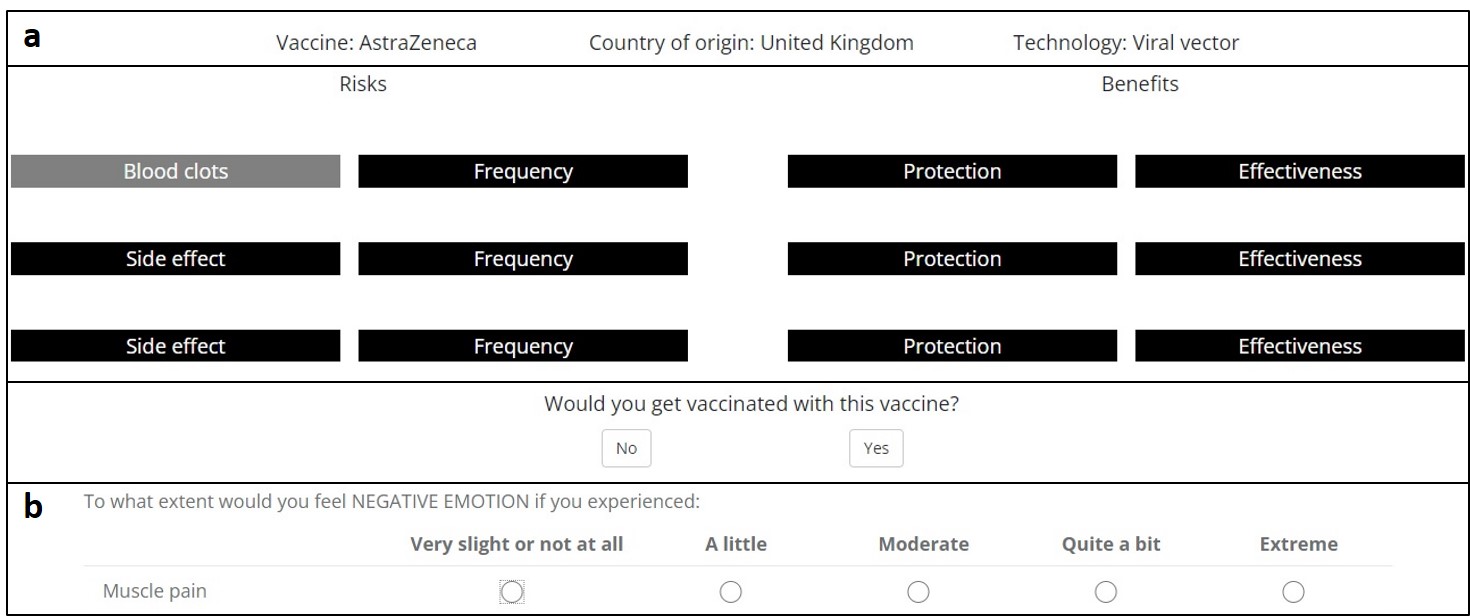 a
Vaccine: AstraZeneca Country of origin: United Kingdom Technology: Viral vector
Risks Benefits
Blood clots Frequency Protection Effectiveness
Side effect Frequency Protection Effectiveness
Side effect Frequency Protection Effectiveness
Would you get vaccinated with this vaccine?
No Yes
b
To what extent would you feel NEGATIVE EMOTION if you experienced:
Very slight or not at all A little Moderate Quite a bit Extreme
Muscle pain